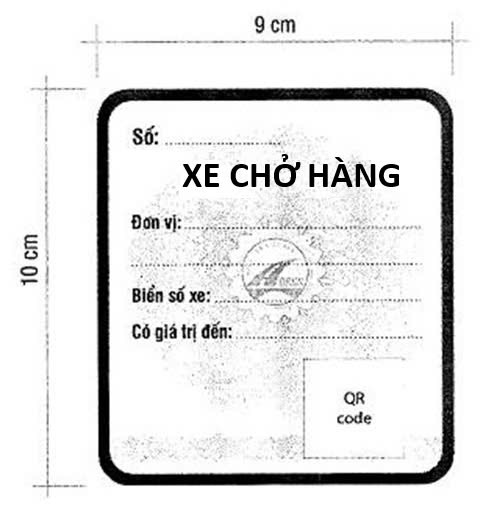 9 cm
10 cm
Số:
XE CHỞ HÀNG
Đơn vị:
Biển số xe:
Có giá trị đến:
QR
code